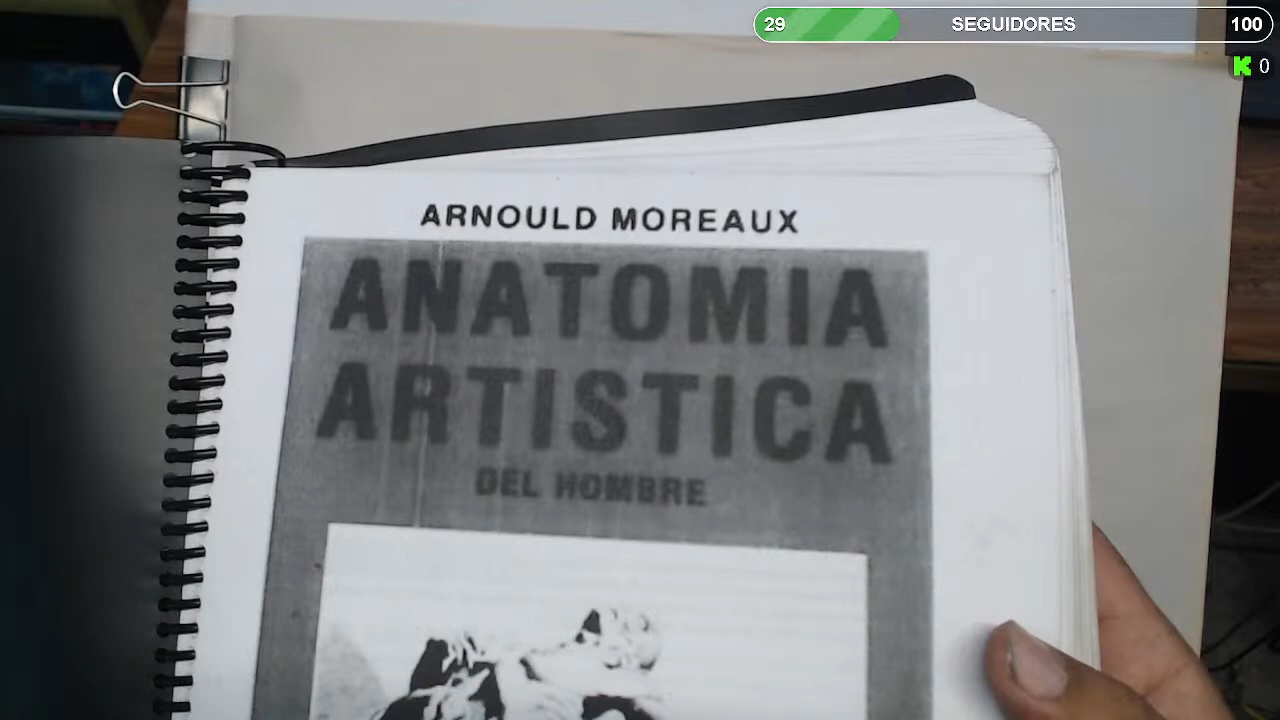 29 SEGUIDORES 100
K 0
ARNOULD MOREAUX
ANATOMIA
ARTISTICA
DEL HOMBRE